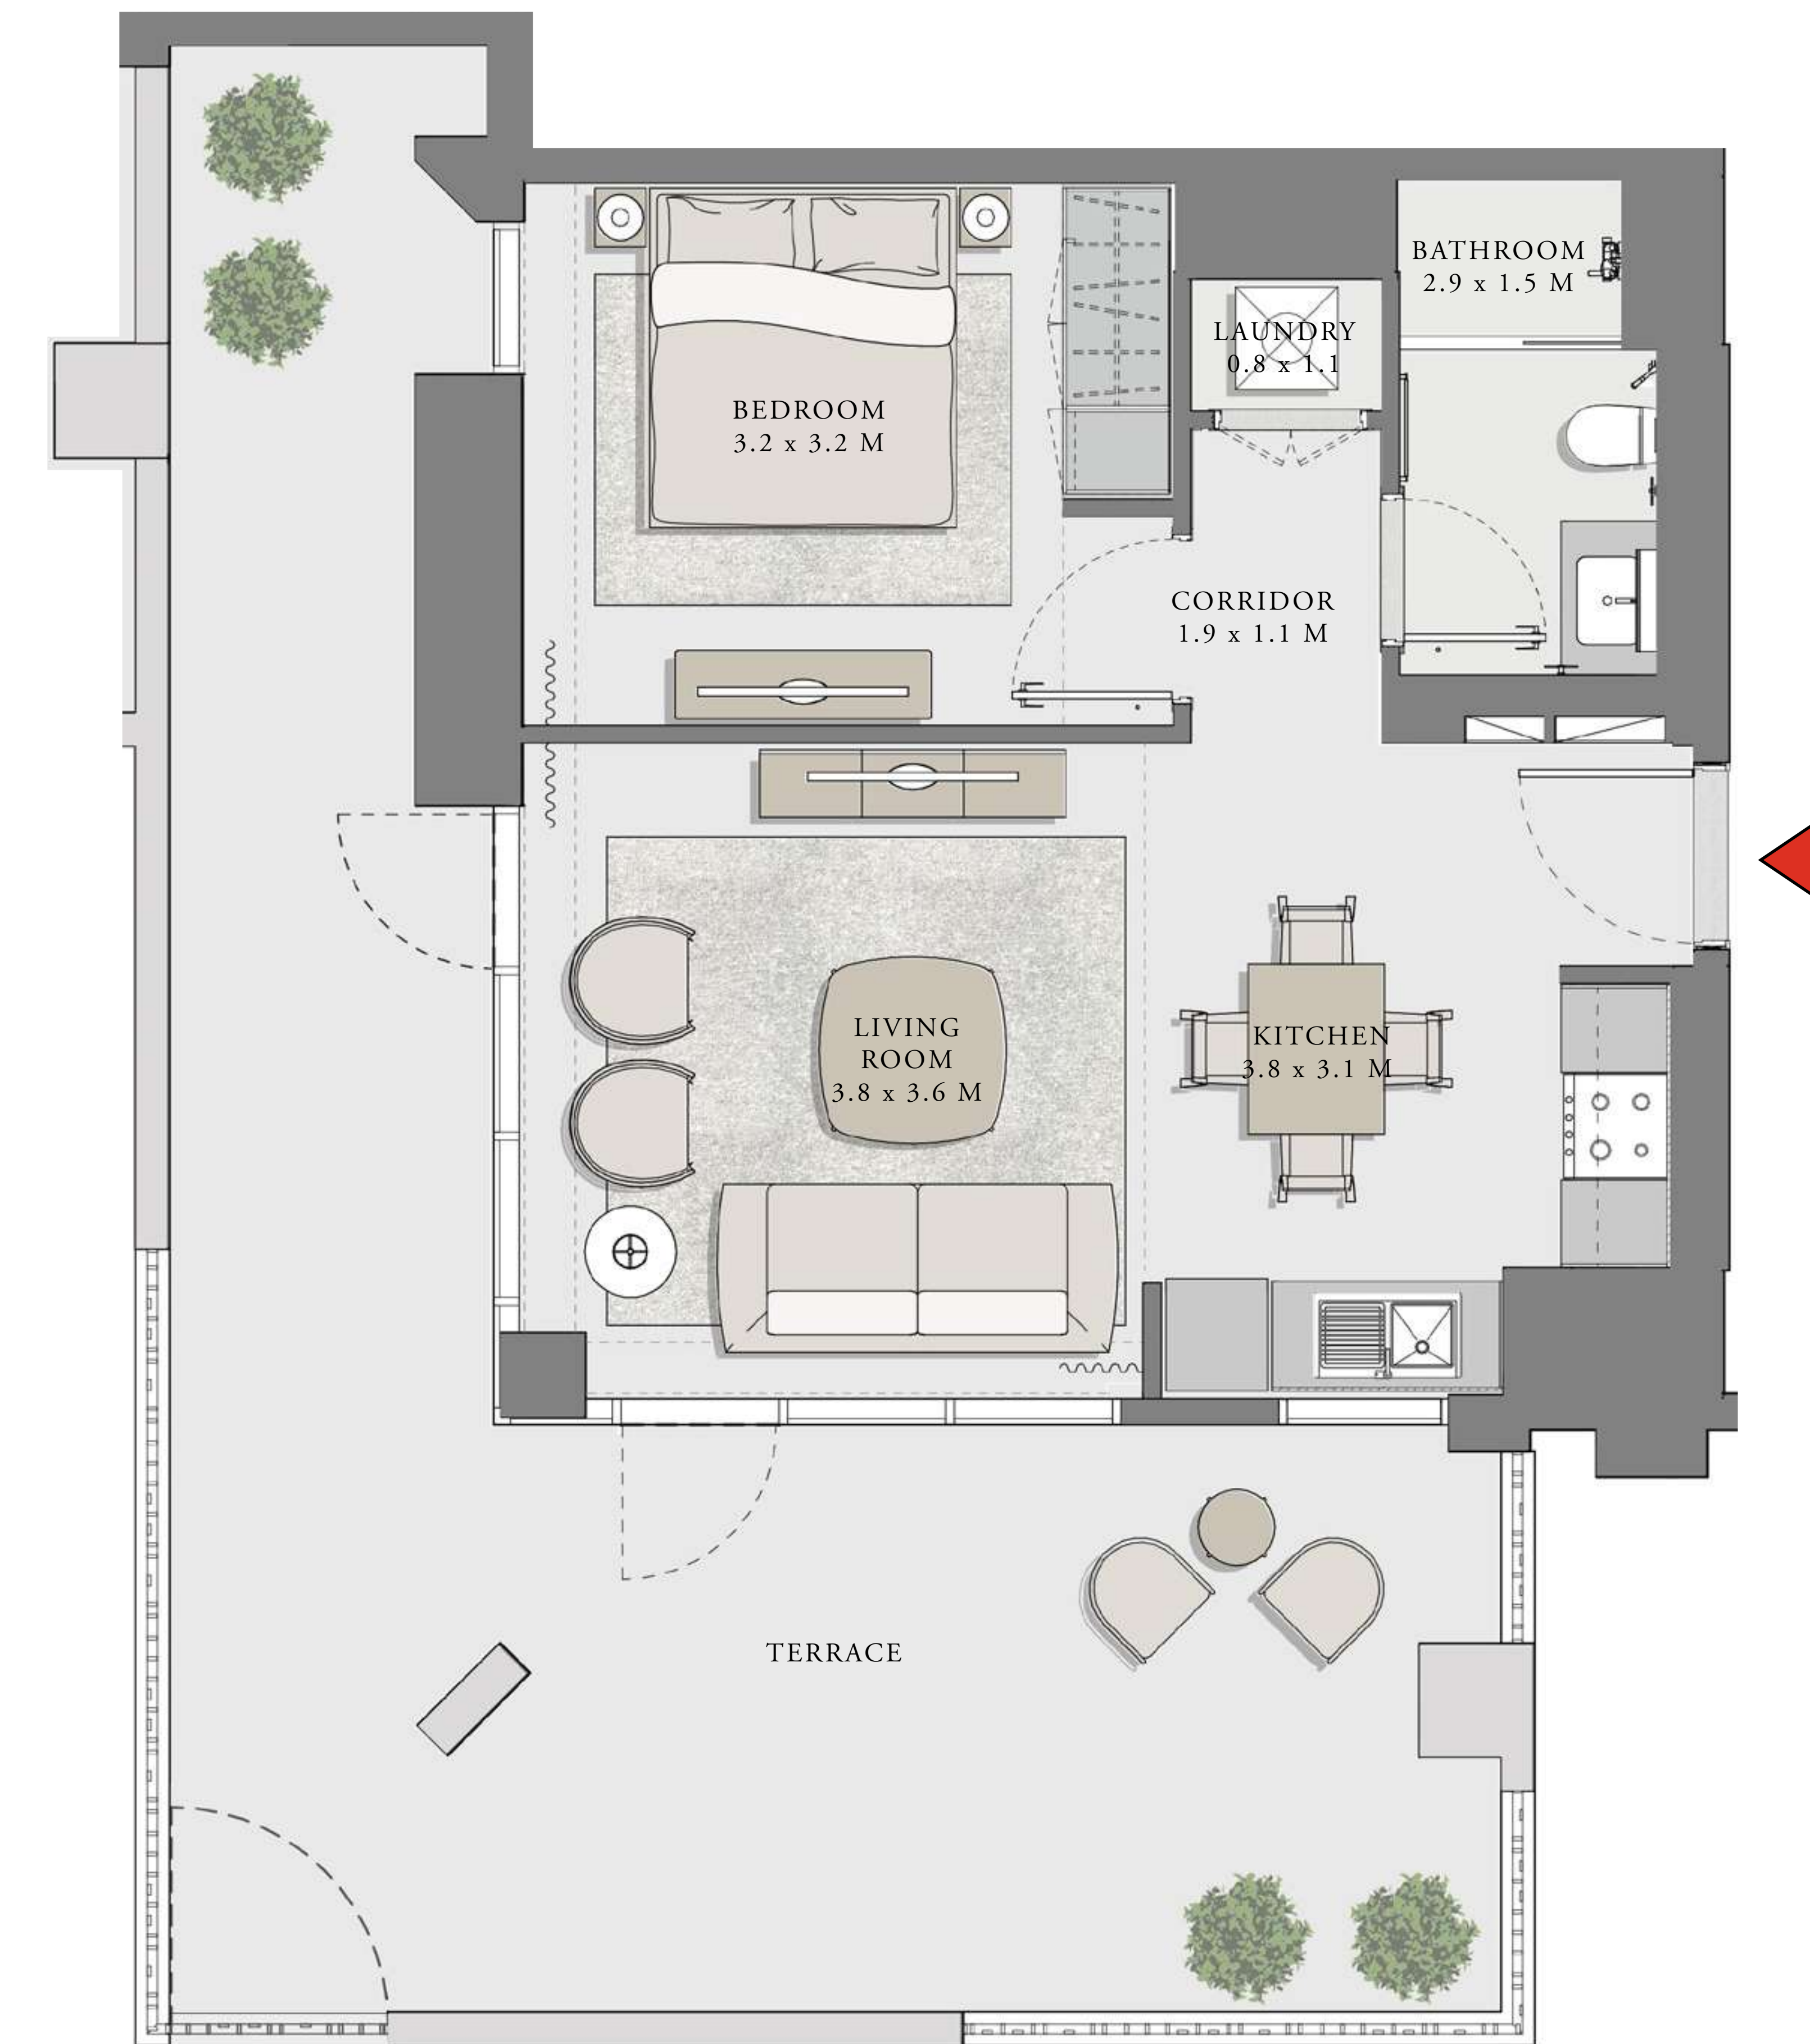 BATHROOM
2.9 x 1.5 M
LAUNDRY
0.8 x 1.1
BEDROOM
3.2 x 3.2 M
CORRIDOR
1.9 x 1.1 M
LIVING
ROOM
3.8 x 3.6 M
KITCHEN
3.8 x 3.1 M
TERRACE